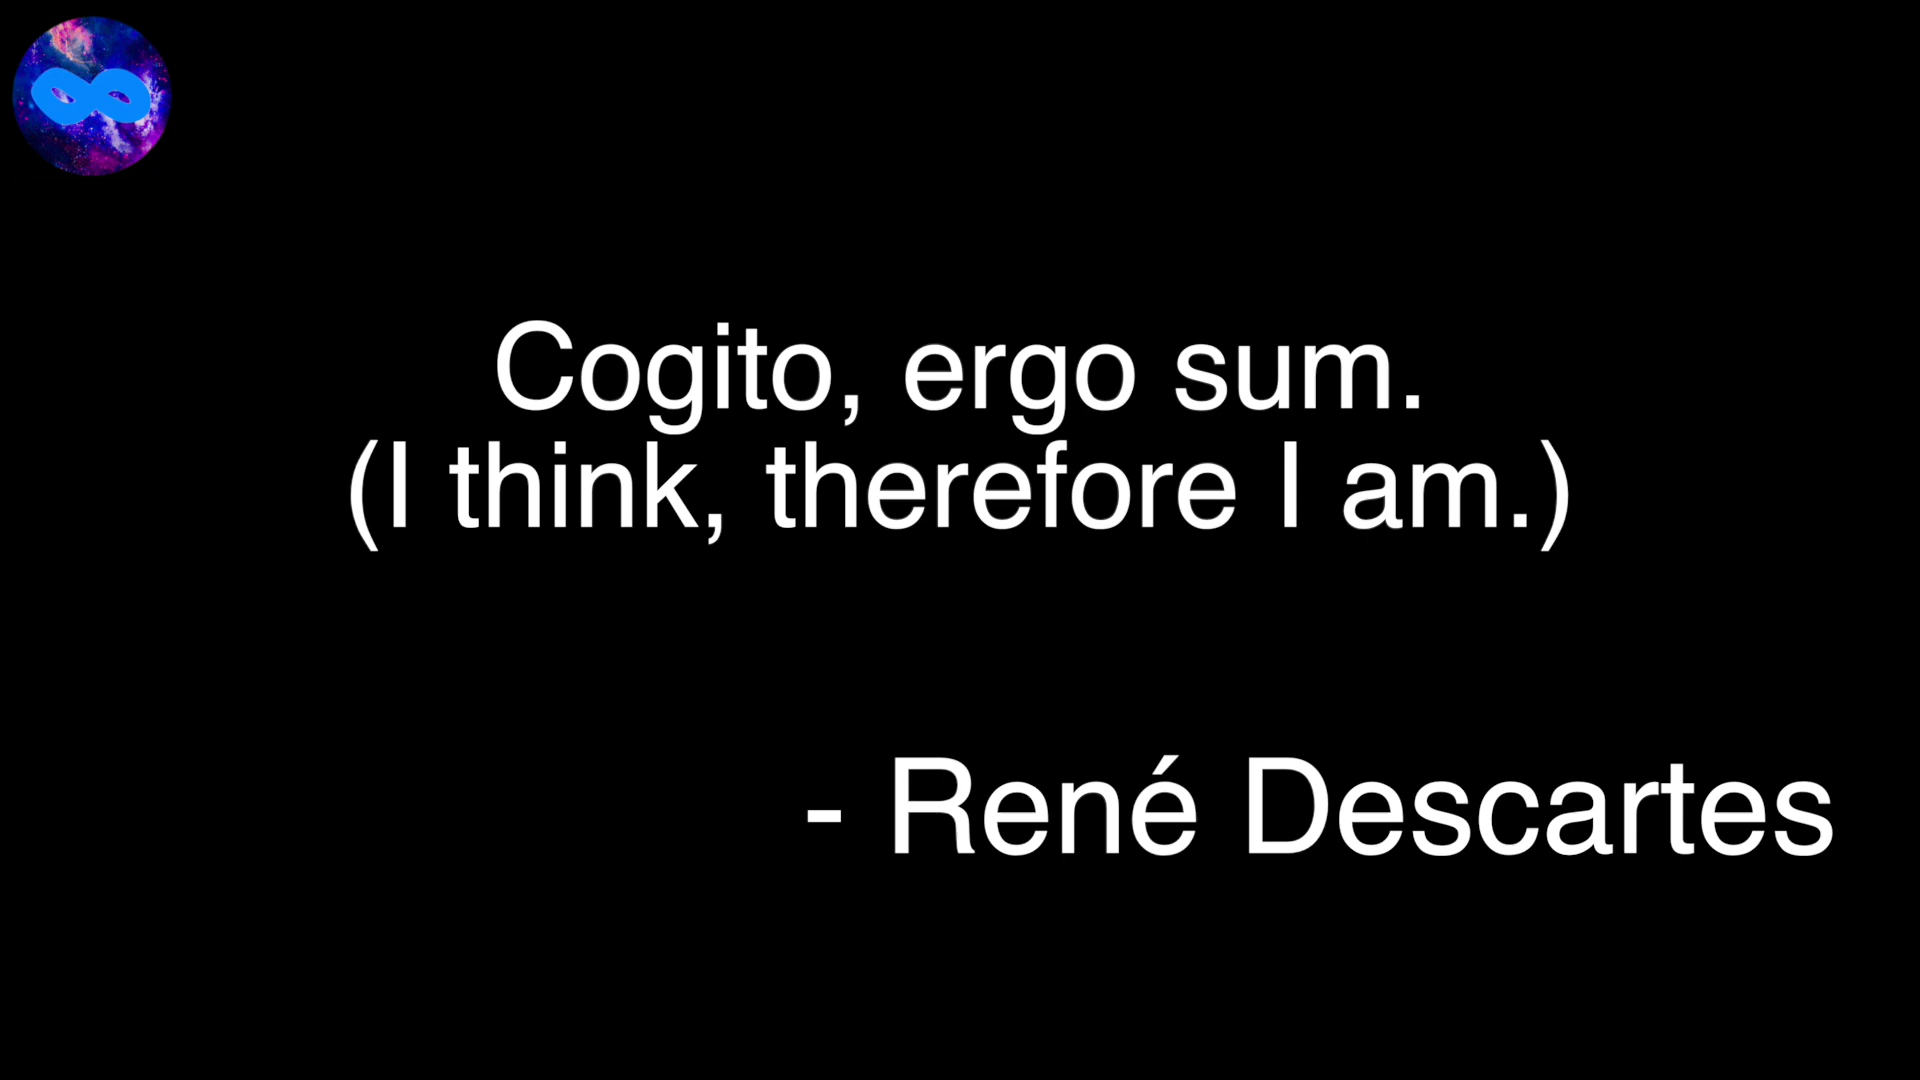 Cogito, ergo sum.
(I think, therefore I am.)
- René Descartes